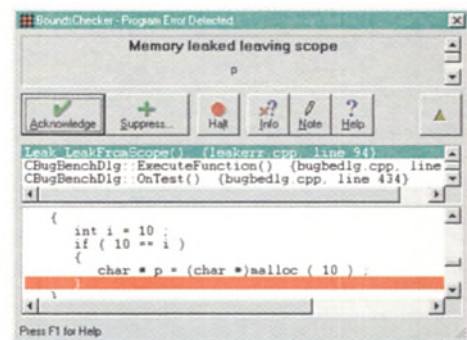 BoundsChecker - Program Error Detected
Memory leaked leaving scope
p
Acknowledge
Suppress...
Halt
Info
Note
Help
Leak_LeakFromScope() {leakerr.cpp, line 94}
CBugBenchDlg::ExecuteFunction() {bugbedlg.cpp, line
CBugBenchDlg::OnTest() {bugbedlg.cpp, line 434}
{
int i = 10 ;
if ( 10 == i )
{
char * p = (char *)malloc ( 10 ) ;
}
}
Press F1 for Help